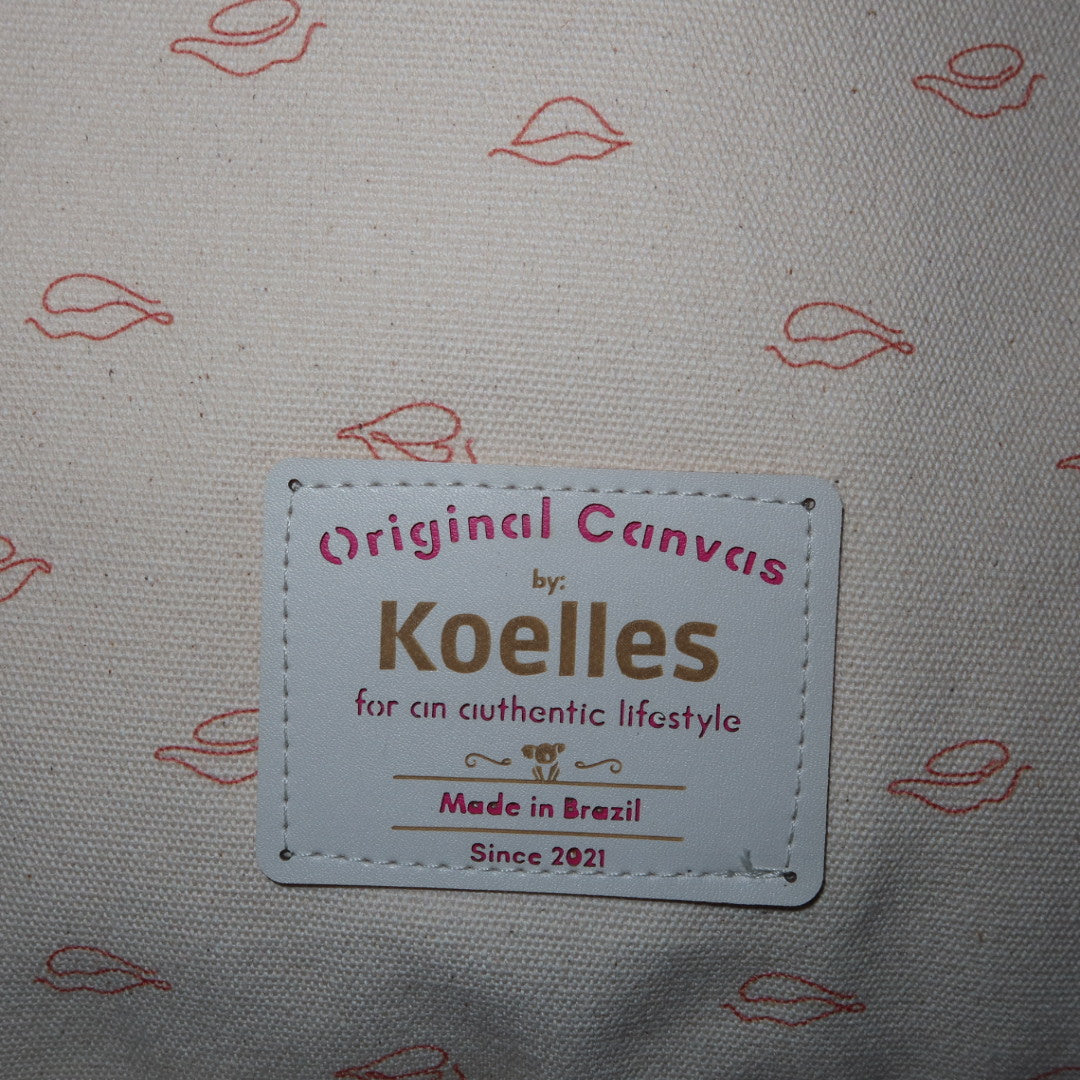 Original Canvas
by:
Koelles
for an authentic lifestyle
Made in Brazil
Since 2021